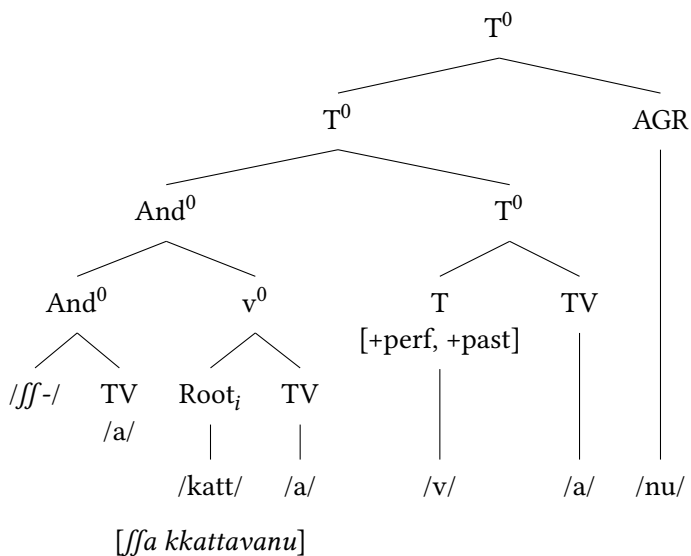 T⁰
T⁰ AGR
And⁰ T⁰
And⁰ v⁰ T TV
[+perf, +past]
/ʃʃ-/ TV Rootᵢ TV
/a/
/katt/ /a/ /v/ /a/ /nu/
[ʃʃa kkattavanu]